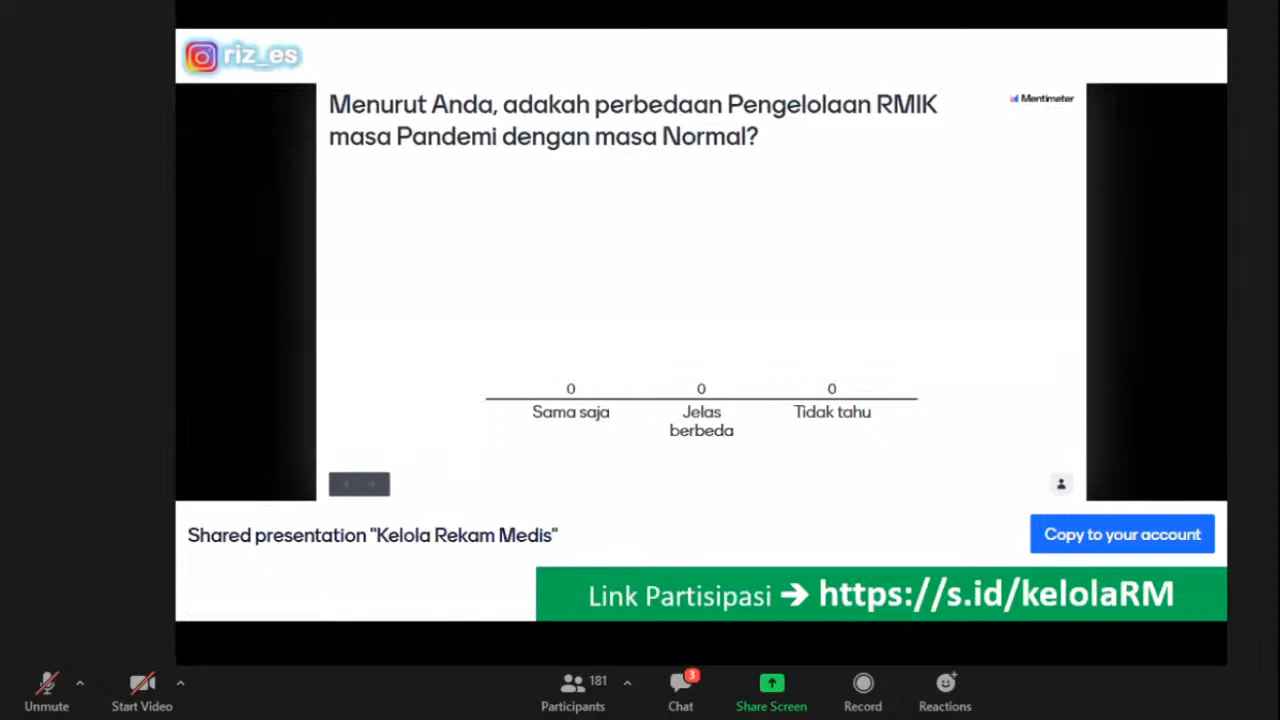 riz_es
Menurut Anda, adakah perbedaan Pengelolaan RMIK
Mentimeter
masa Pandemi dengan masa Normal?
0 0 0
Sama saja Jelas Tidak tahu
berbeda
Shared presentation "Kelola Rekam Medis"
Copy to your account
Link Partisipasi ➔ https://s.id/kelolaRM
181 3
Unmute Start Video Participants Chat Share Screen Record Reactions